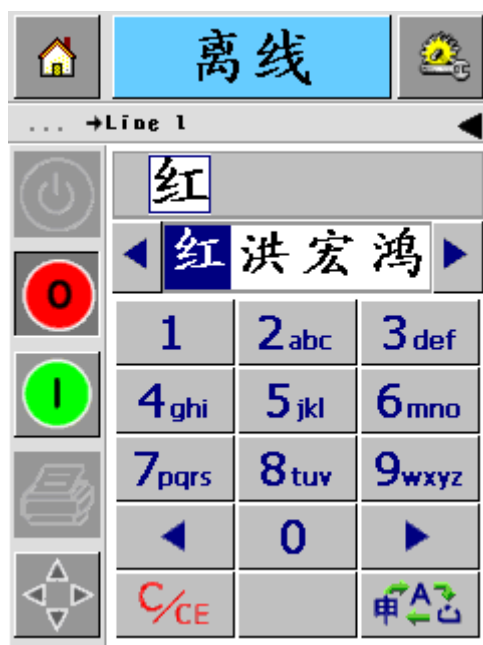 离线
... →Line 1
红
红 洪 宏 鸿
O
1 2abc 3def
I
4ghi 5jkl 6mno
7pqrs 8tuv 9wxyz
0
C/CE 申 A ت